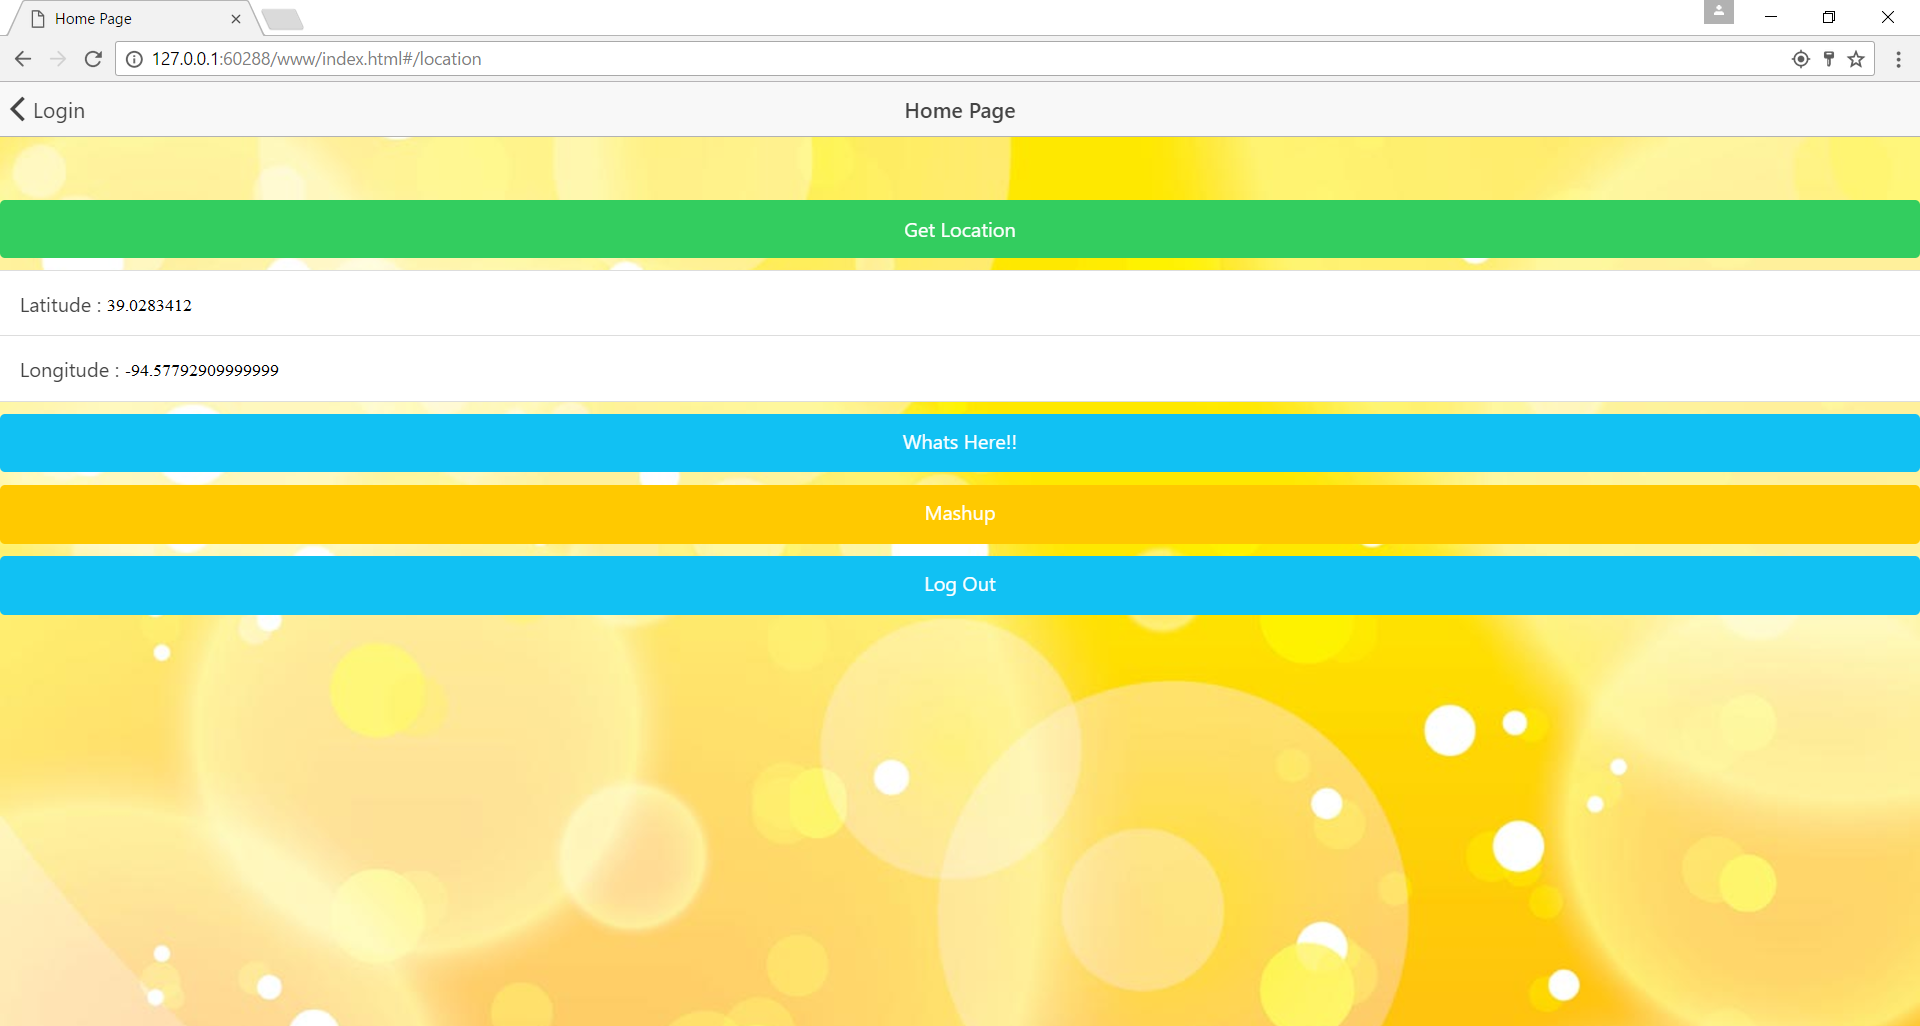 Home Page
127.0.0.1:60288/www/index.html#/location
Login
Home Page
Get Location
Latitude : 39.0283412
Longitude : -94.57792909999999
Whats Here!!
Mashup
Log Out